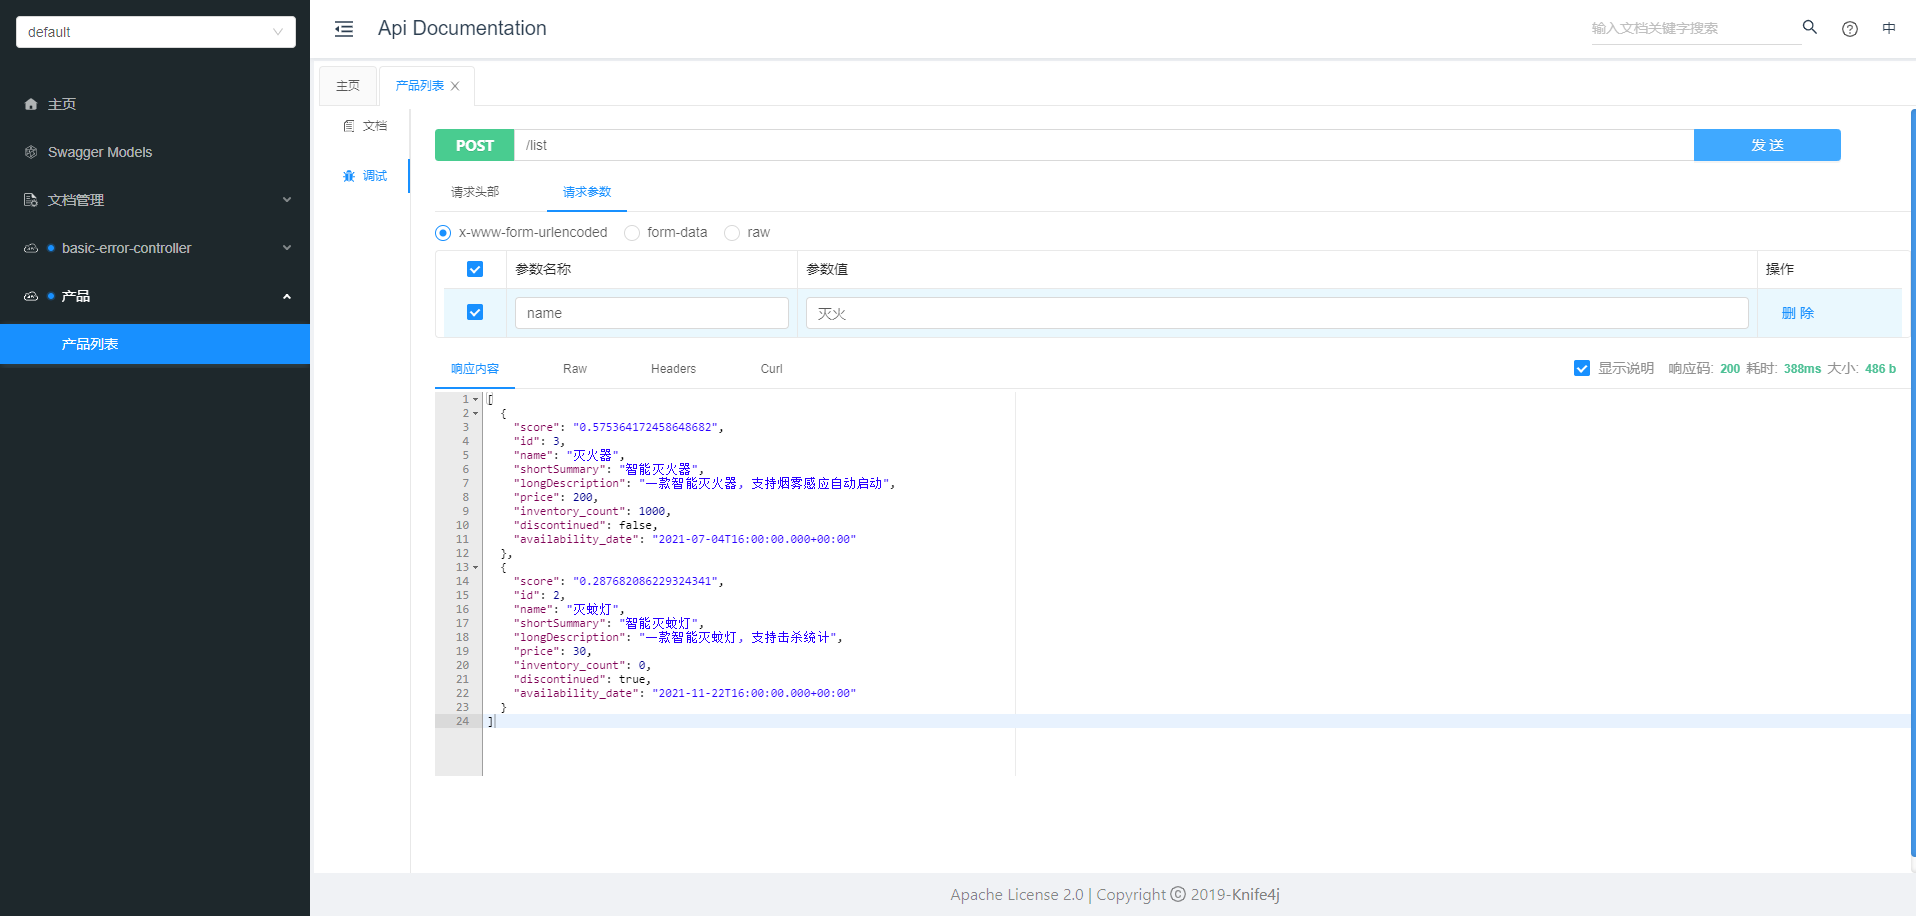 default
主页
Swagger Models
文档管理
basic-error-controller
产品
产品列表
Api Documentation
输入文档关键字搜索
中
主页
产品列表
文档
调试
POST
/list
发 送
请求头部
请求参数
x-www-form-urlencoded
form-data
raw
参数名称
参数值
操作
name
灭火
删 除
响应内容
Raw
Headers
Curl
显示说明 响应码: 200 耗时: 388ms 大小: 486 b
1 [
2 {
3 "score": "0.575364172458648682",
4 "id": 3,
5 "name": "灭火器",
6 "shortSummary": "智能灭火器",
7 "longDescription": "一款智能灭火器，支持烟雾感应自动启动",
8 "price": 200,
9 "inventory_count": 1000,
10 "discontinued": false,
11 "availability_date": "2021-07-04T16:00:00.000+00:00"
12 },
13 {
14 "score": "0.287682086229324341",
15 "id": 2,
16 "name": "灭蚊灯",
17 "shortSummary": "智能灭蚊灯",
18 "longDescription": "一款智能灭蚊灯，支持击杀统计",
19 "price": 30,
20 "inventory_count": 0,
21 "discontinued": true,
22 "availability_date": "2021-11-22T16:00:00.000+00:00"
23 }
24 ]
Apache License 2.0 | Copyright © 2019-Knife4j